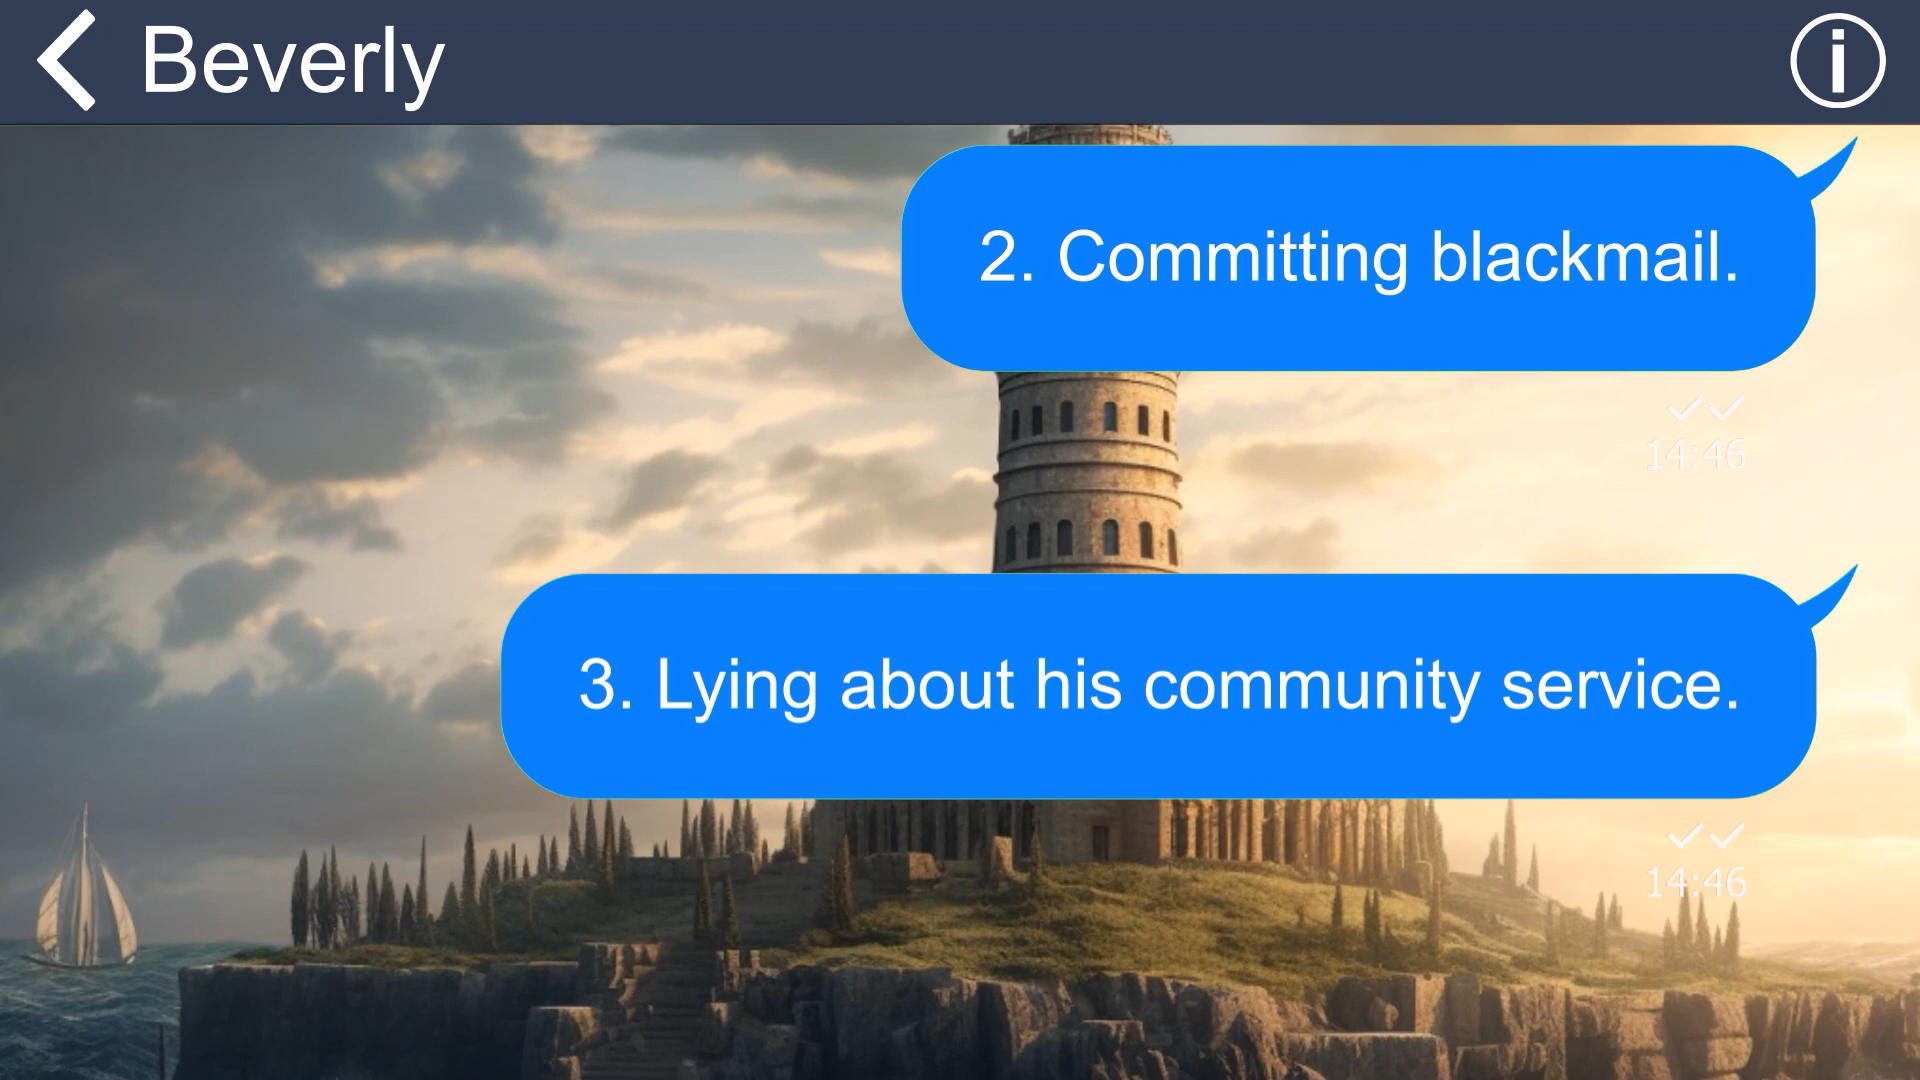 Beverly
2. Committing blackmail.
14:46
3. Lying about his community service.
14:46